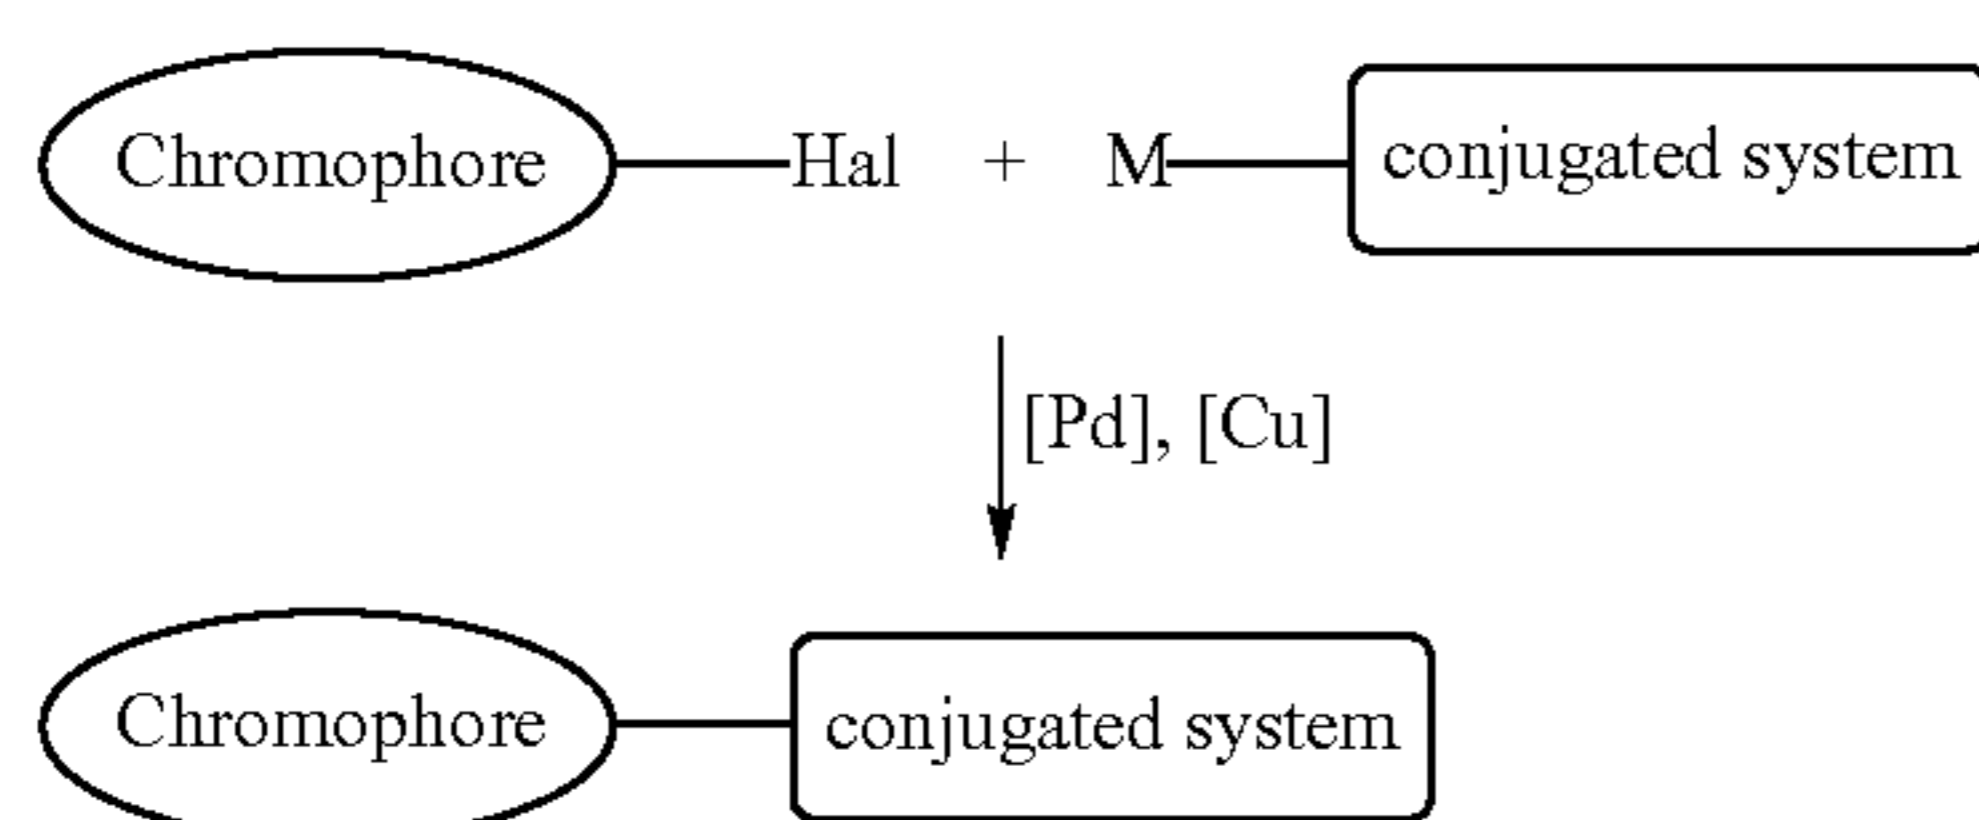 Chromophore Hal + M conjugated system
[Pd], [Cu]
Chromophore conjugated system